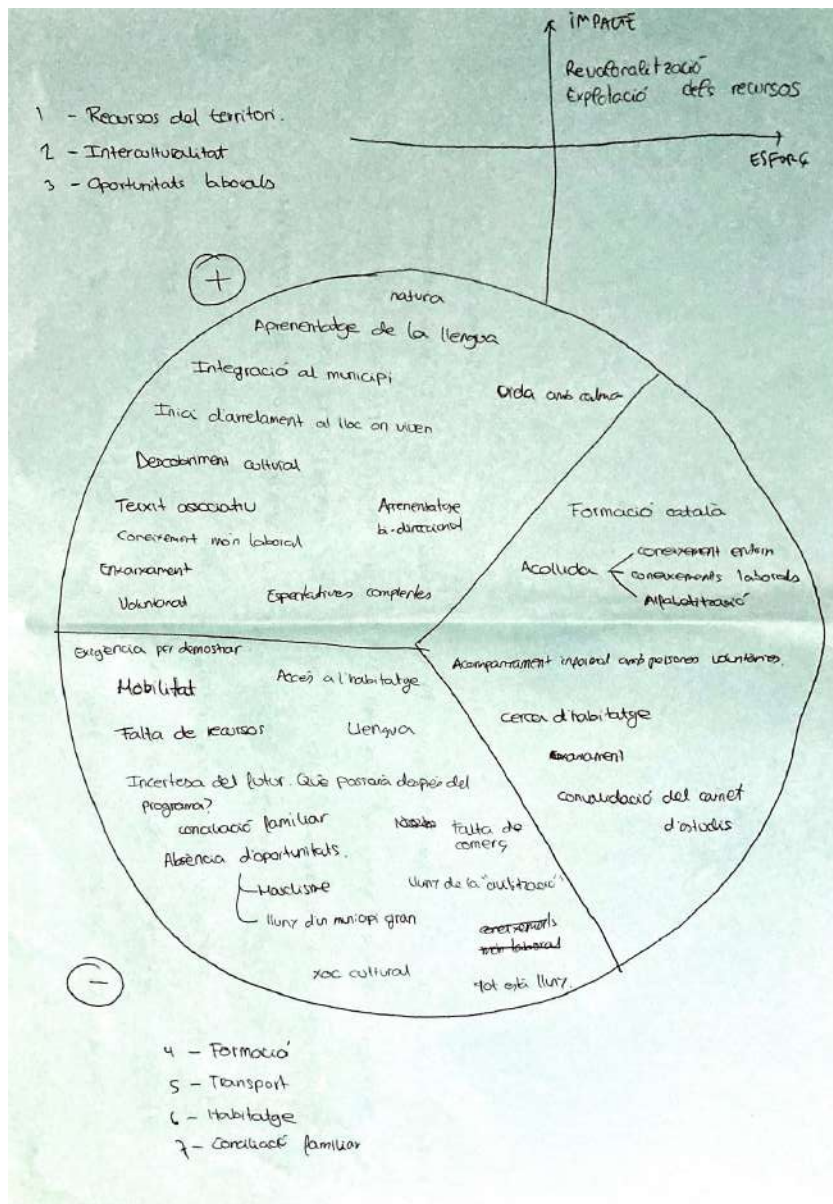 IMPACTE
Revaloralització
Explotació dels recursos
ESFORÇ
1 - Recursos del territori.
2 - Interculturalitat
3 - Oportunitats laborals
+
natura
Aprenentatge de la llengua
Integració al municipi
Vida amb calma
Inici d'arrelament al lloc on viuen
Descobriment cultural
Teixit associatiu
Aprenentatge
bi-direccional
Coneixement món laboral
Enxarxament
Voluntariat
Expectatives complertes
Formació català
Acollida
coneixement entorn
coneixements laborals
Alfabetització
Acompanyament informal amb persones voluntàries.
cerca d'habitatge
convalidació del carnet
d'estudis
Exigència per demostrar
Mobilitat
Accés a l'habitatge
Falta de recursos
Llengua
Incertesa del futur. Què passarà després del
programa?
conciliació familiar
falta de
comerç
Absència d'oportunitats.
Masclisme
lluny d'un municipi gran
lluny de la "civilització"
coneixements
món laboral
xoc cultural
tot està lluny.
-
4 - Formació
5 - Transport
6 - Habitatge
7 - Conciliació familiar